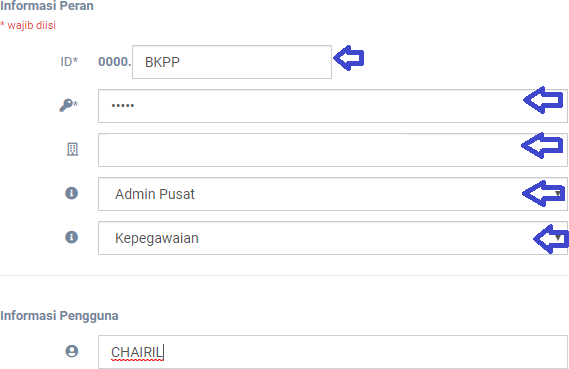 Informasi Peran
* wajib diisi
ID* 0000. BKPP
* •••••
Admin Pusat
Kepegawaian
Informasi Pengguna
CHAIRIL